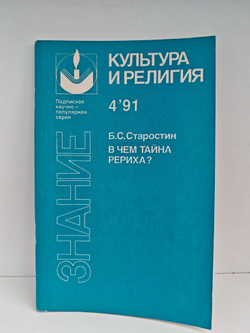 Подписная
научно-
популярная
серия
ЗНАНИЕ
КУЛЬТУРА
И РЕЛИГИЯ
4'91
Б.С.Старостин
В ЧЕМ ТАЙНА
РЕРИХА?